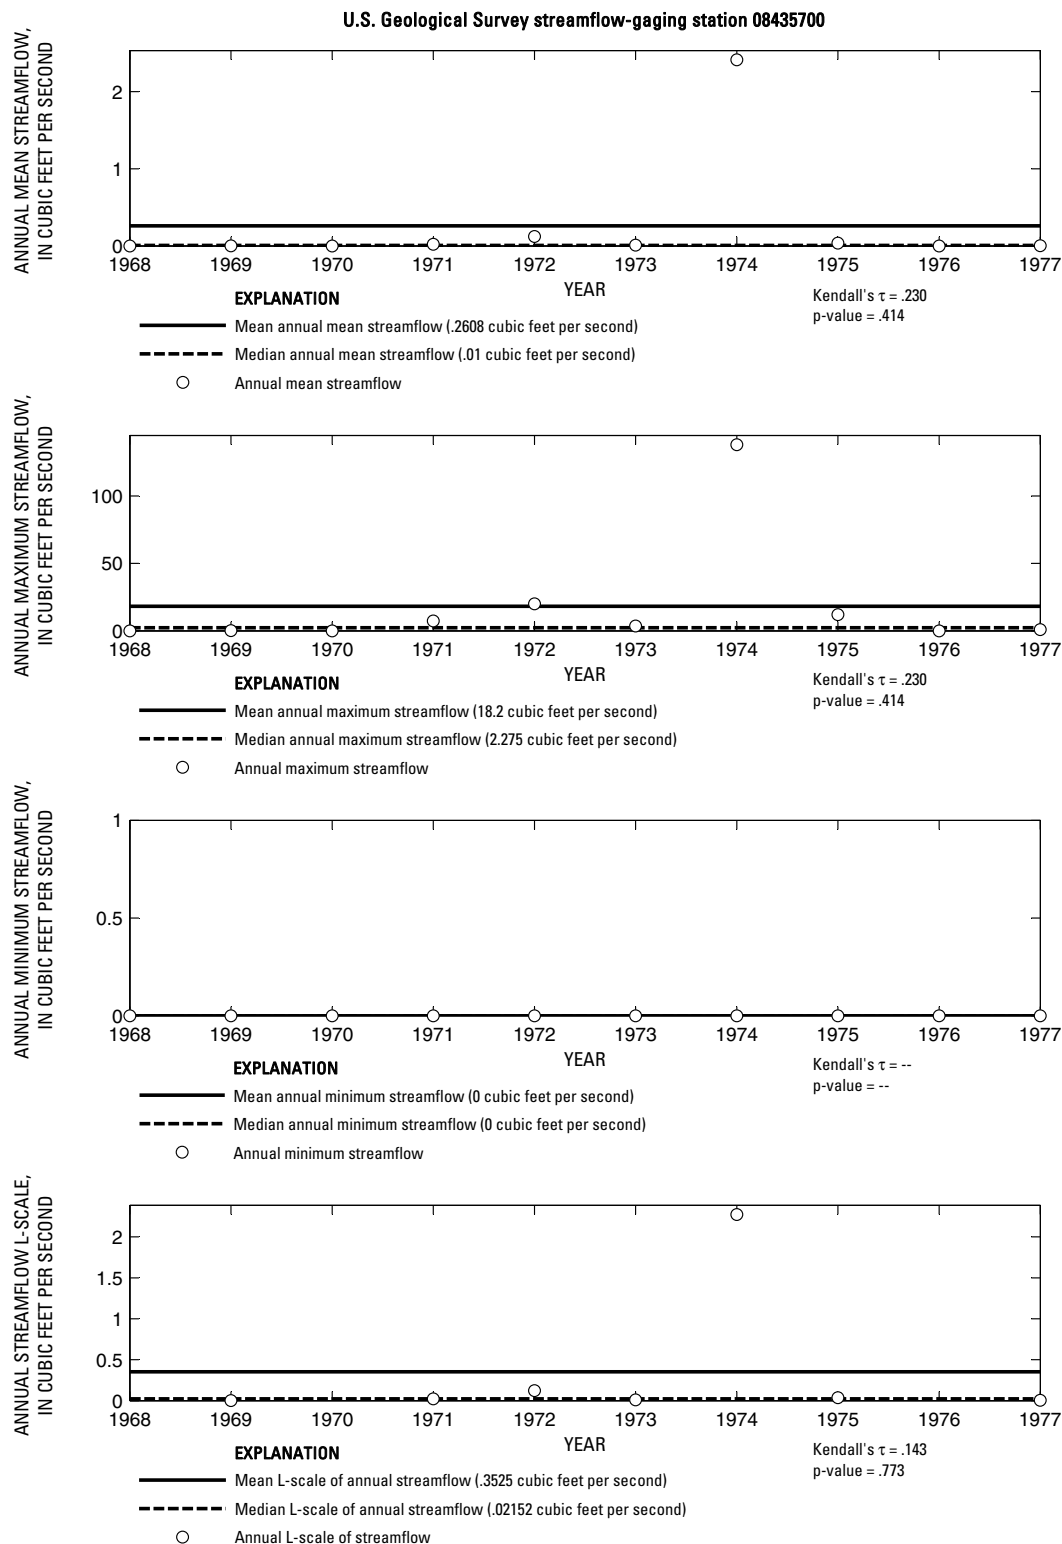 U.S. Geological Survey streamflow-gaging station 08435700
ANNUAL MEAN STREAMFLOW,
IN CUBIC FEET PER SECOND
2
1
0
1968 1969 1970 1971 1972 1973 1974 1975 1976 1977
YEAR
Kendall's τ = .230
p-value = .414
EXPLANATION
Mean annual mean streamflow (.2608 cubic feet per second)
Median annual mean streamflow (.01 cubic feet per second)
Annual mean streamflow
ANNUAL MAXIMUM STREAMFLOW,
IN CUBIC FEET PER SECOND
100
50
0
1968 1969 1970 1971 1972 1973 1974 1975 1976 1977
YEAR
Kendall's τ = .230
p-value = .414
EXPLANATION
Mean annual maximum streamflow (18.2 cubic feet per second)
Median annual maximum streamflow (2.275 cubic feet per second)
Annual maximum streamflow
ANNUAL MINIMUM STREAMFLOW,
IN CUBIC FEET PER SECOND
1
0.5
0
1968 1969 1970 1971 1972 1973 1974 1975 1976 1977
YEAR
Kendall's τ = --
p-value = --
EXPLANATION
Mean annual minimum streamflow (0 cubic feet per second)
Median annual minimum streamflow (0 cubic feet per second)
Annual minimum streamflow
ANNUAL STREAMFLOW L-SCALE,
IN CUBIC FEET PER SECOND
2
1.5
1
0.5
0
1968 1969 1970 1971 1972 1973 1974 1975 1976 1977
YEAR
Kendall's τ = .143
p-value = .773
EXPLANATION
Mean L-scale of annual streamflow (.3525 cubic feet per second)
Median L-scale of annual streamflow (.02152 cubic feet per second)
Annual L-scale of streamflow